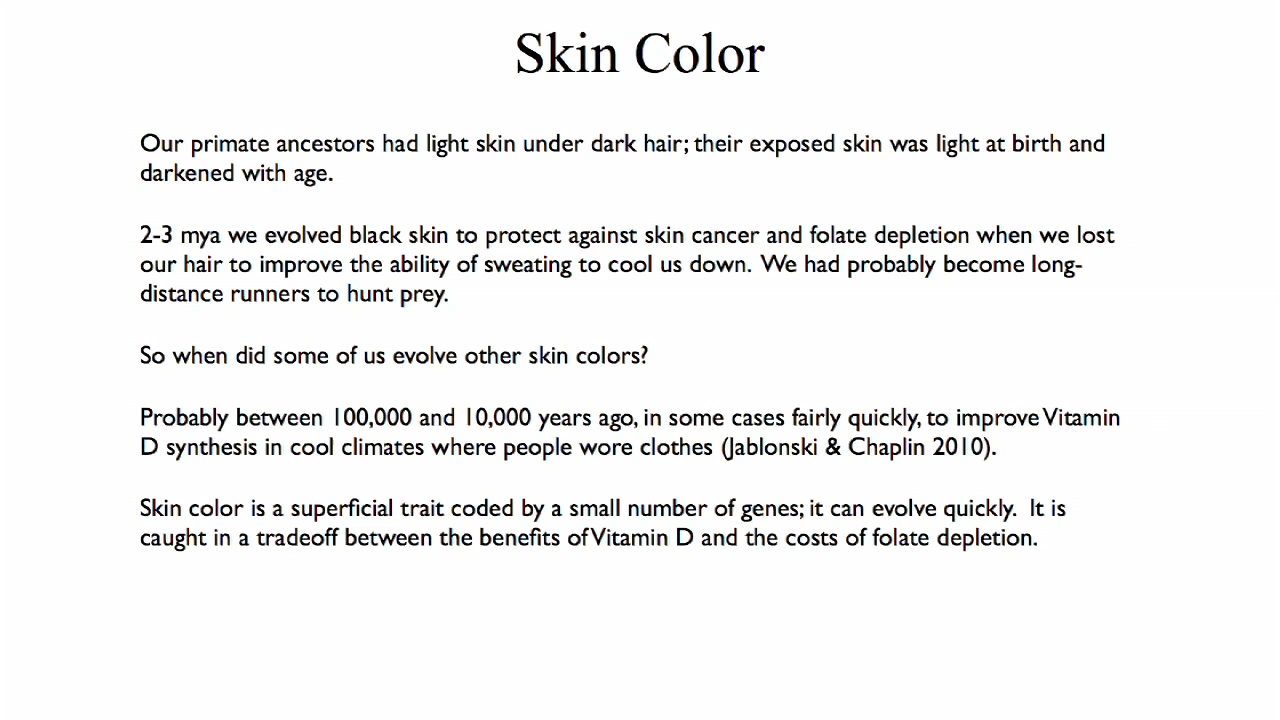 Skin Color
Our primate ancestors had light skin under dark hair; their exposed skin was light at birth and
darkened with age.
2-3 mya we evolved black skin to protect against skin cancer and folate depletion when we lost
our hair to improve the ability of sweating to cool us down. We had probably become long-
distance runners to hunt prey.
So when did some of us evolve other skin colors?
Probably between 100,000 and 10,000 years ago, in some cases fairly quickly, to improve Vitamin
D synthesis in cool climates where people wore clothes (Jablonski & Chaplin 2010).
Skin color is a superficial trait coded by a small number of genes; it can evolve quickly. It is
caught in a tradeoff between the benefits of Vitamin D and the costs of folate depletion.